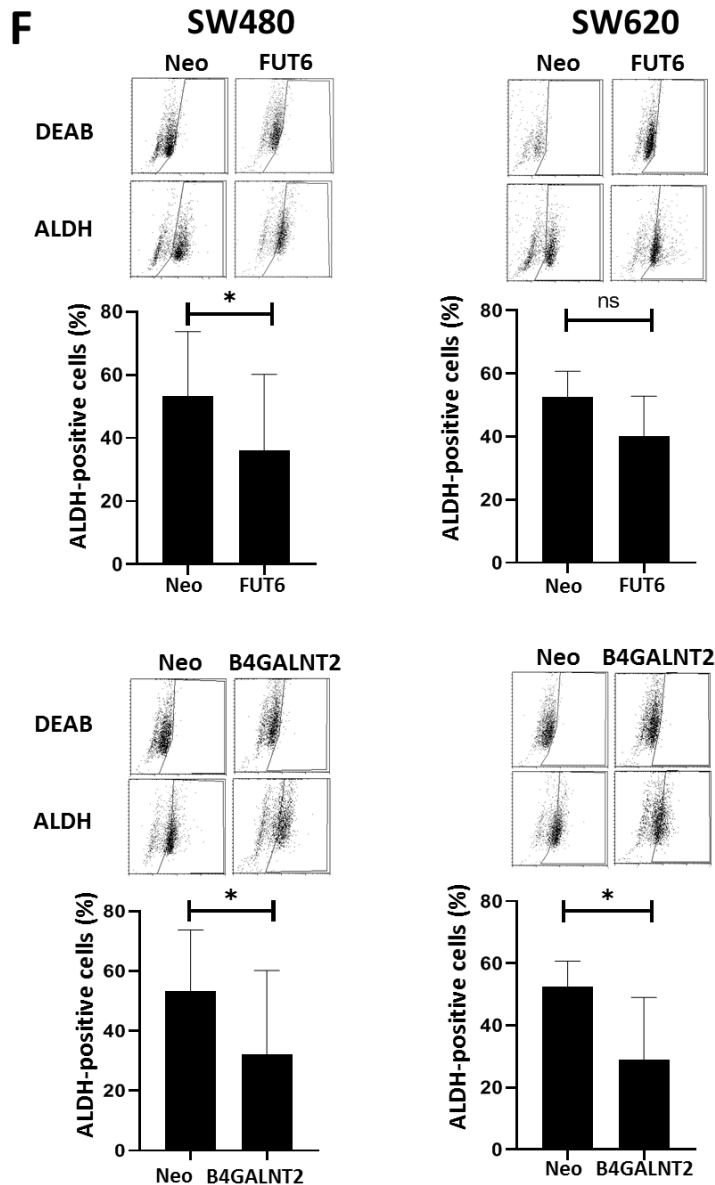 F
SW480 SW620
Neo FUT6 Neo FUT6
DEAB
ALDH
ALDH-positive cells (%)
80
60
40
20
0
*
Neo FUT6
ALDH-positive cells (%)
80
60
40
20
0
ns
Neo FUT6
Neo B4GALNT2 Neo B4GALNT2
DEAB
ALDH
ALDH-positive cells (%)
80
60
40
20
0
*
Neo B4GALNT2
ALDH-positive cells (%)
80
60
40
20
0
*
Neo B4GALNT2